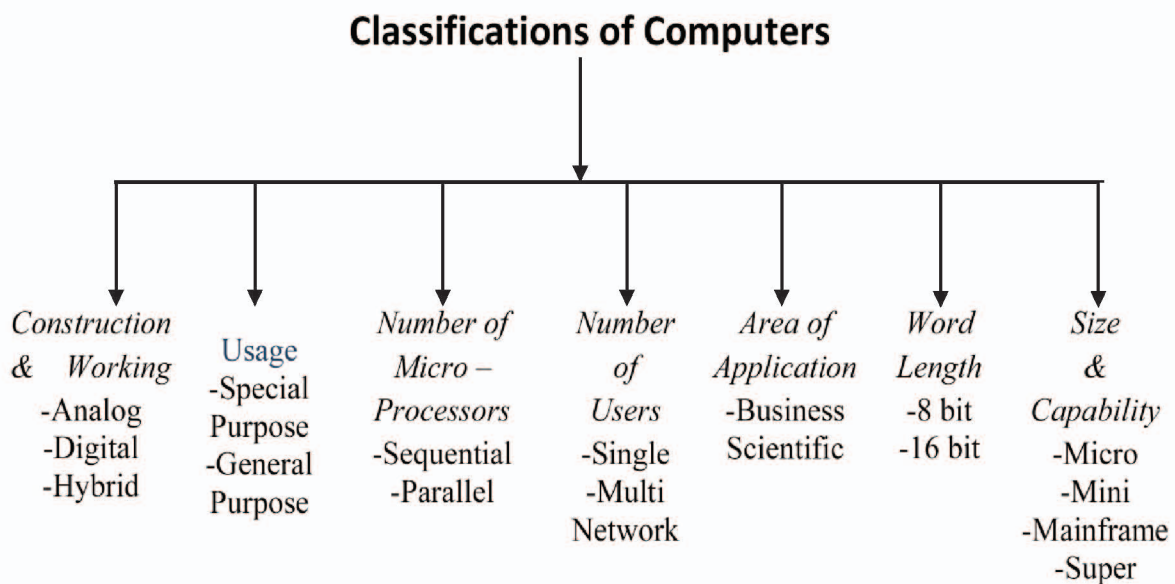 Classifications of Computers
Construction
& Working
-Analog
-Digital
-Hybrid
Usage
-Special
Purpose
-General
Purpose
Number of
Micro –
Processors
-Sequential
-Parallel
Number
of
Users
-Single
-Multi
Network
Area of
Application
-Business
Scientific
Word
Length
-8 bit
-16 bit
Size
&
Capability
-Micro
-Mini
-Mainframe
-Super